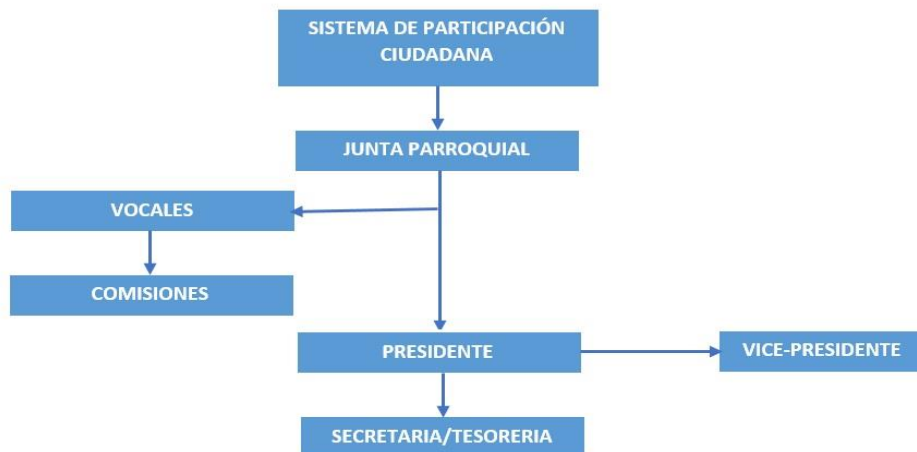 SISTEMA DE PARTICIPACIÓN
CIUDADANA
JUNTA PARROQUIAL
VOCALES
COMISIONES
PRESIDENTE
VICE-PRESIDENTE
SECRETARIA/TESORERIA